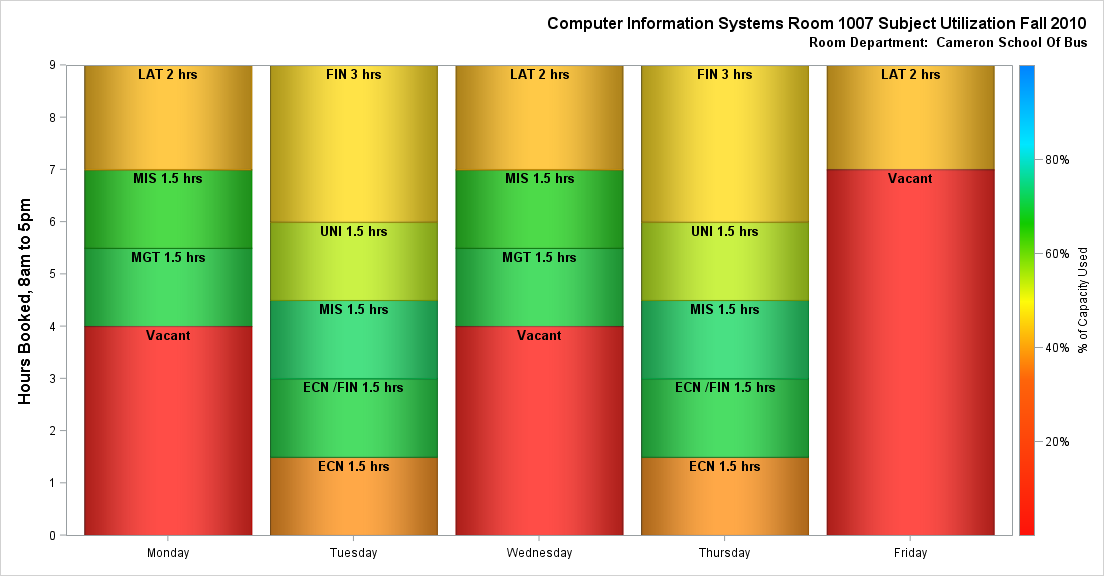 Computer Information Systems Room 1007 Subject Utilization Fall 2010
Room Department:  Cameron School Of Bus
Hours Booked, 8am to 5pm
9
8
7
6
5
4
3
2
1
0
LAT 2 hrs
MIS 1.5 hrs
MGT 1.5 hrs
Vacant
Monday
FIN 3 hrs
UNI 1.5 hrs
MIS 1.5 hrs
ECN /FIN 1.5 hrs
ECN 1.5 hrs
Tuesday
LAT 2 hrs
MIS 1.5 hrs
MGT 1.5 hrs
Vacant
Wednesday
FIN 3 hrs
UNI 1.5 hrs
MIS 1.5 hrs
ECN /FIN 1.5 hrs
ECN 1.5 hrs
Thursday
LAT 2 hrs
Vacant
Friday
80%
60%
40%
20%
% of Capacity Used